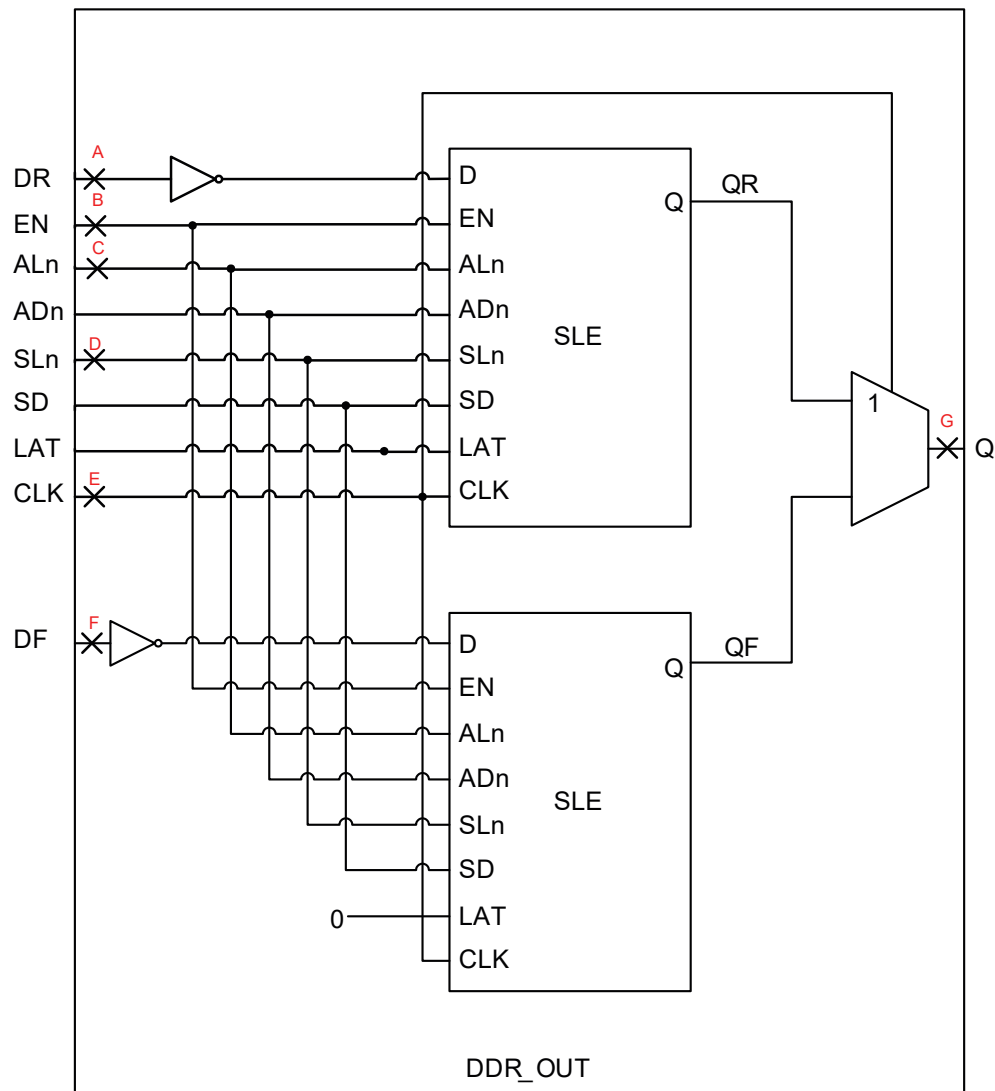 A
DR
D
B
EN
EN
Q
QR
C
ALn
ALn
ADn
ADn
SLE
D
SLn
SLn
SD
SD
1
LAT
LAT
G
Q
E
CLK
CLK
F
DF
D
Q
QF
EN
ALn
ADn
SLE
SLn
SD
0
LAT
CLK
DDR_OUT